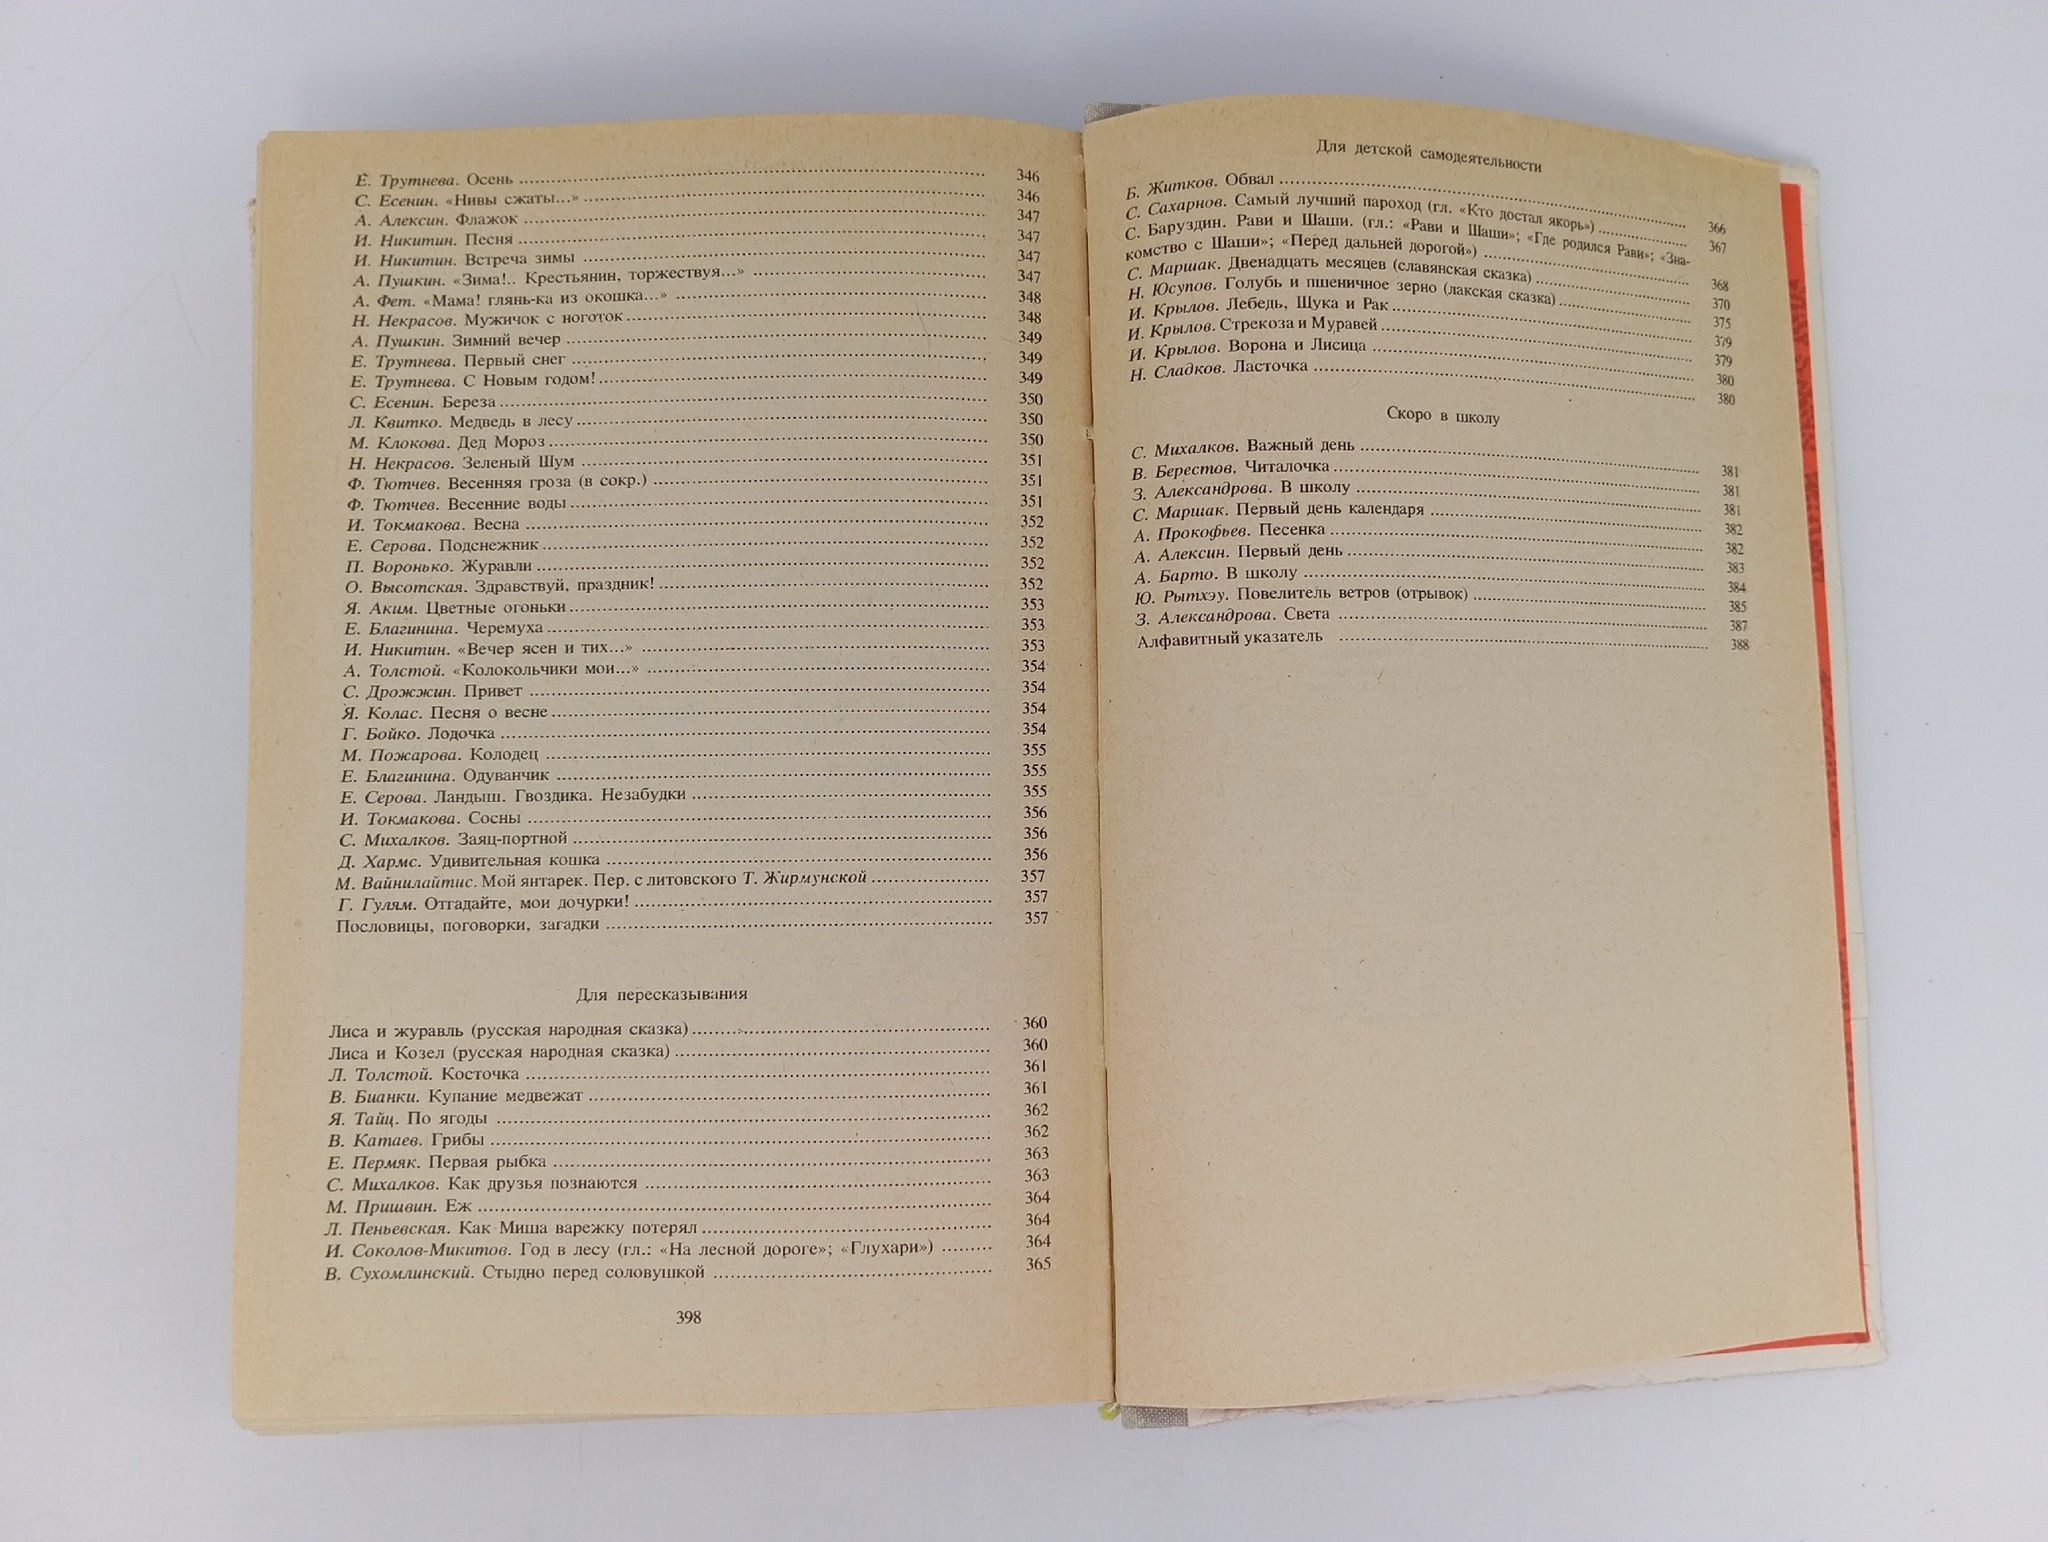 Е. Трутнева. Осень 346
С. Есенин. «Нивы сжаты...» 346
А. Алексин. Флажок 347
И. Никитин. Песня 347
И. Никитин. Встреча зимы 347
А. Пушкин. «Зима!.. Крестьянин, торжествуя...» 347
А. Фет. «Мама! глянь-ка из окошка...» 348
Н. Некрасов. Мужичок с ноготок 348
А. Пушкин. Зимний вечер 349
Е. Трутнева. Первый снег 349
Е. Трутнева. С Новым годом! 349
С. Есенин. Береза 350
Л. Квитко. Медведь в лесу 350
М. Клокова. Дед Мороз 350
Н. Некрасов. Зеленый Шум 351
Ф. Тютчев. Весенняя гроза (в сокр.) 351
Ф. Тютчев. Весенние воды 351
И. Токмакова. Весна 352
Е. Серова. Подснежник 352
П. Воронько. Журавли 352
О. Высотская. Здравствуй, праздник! 352
Я. Аким. Цветные огоньки 353
Е. Благинина. Черемуха 353
И. Никитин. «Вечер ясен и тих...» 353
А. Толстой. «Колокольчики мои...» 354
С. Дрожжин. Привет 354
Я. Колас. Песня о весне 354
Г. Бойко. Лодочка 354
М. Пожарова. Колодец 355
Е. Благинина. Одуванчик 355
Е. Серова. Ландыш. Гвоздика. Незабудки 355
И. Токмакова. Сосны 356
С. Михалков. Заяц-портной 356
Д. Хармс. Удивительная кошка 356
М. Вайнилайтис. Мой янтарек. Пер. с литовского Т. Жирмунской 357
Г. Гулям. Отгадайте, мои дочурки! 357
Пословицы, поговорки, загадки 357
Для пересказывания
Лиса и журавль (русская народная сказка) 360
Лиса и Козел (русская народная сказка) 360
Л. Толстой. Косточка 361
В. Бианки. Купание медвежат 361
Я. Тайц. По ягоды 362
В. Катаев. Грибы 362
Е. Пермяк. Первая рыбка 363
С. Михалков. Как друзья познаются 363
М. Пришвин. Еж 364
Л. Пеньевская. Как Миша варежку потерял 364
И. Соколов-Микитов. Год в лесу (гл.: «На лесной дороге»; «Глухари») 364
В. Сухомлинский. Стыдно перед соловушкой 365
398
Для детской самодеятельности
Б. Житков. Обвал 366
С. Сахарнов. Самый лучший пароход (гл. «Кто достал якорь») 367
С. Баруздин. Рави и Шаши. (гл.: «Рави и Шаши»; «Где родился Рави»; «Зна-
комство с Шаши»; «Перед дальней дорогой») 368
С. Маршак. Двенадцать месяцев (славянская сказка) 370
Н. Юсупов. Голубь и пшеничное зерно (лакская сказка) 375
И. Крылов. Лебедь, Щука и Рак 379
И. Крылов. Стрекоза и Муравей 379
И. Крылов. Ворона и Лисица 380
Н. Сладков. Ласточка 380
Скоро в школу
С. Михалков. Важный день 381
В. Берестов. Читалочка 381
З. Александрова. В школу 381
С. Маршак. Первый день календаря 382
А. Прокофьев. Песенка 382
А. Алексин. Первый день 383
А. Барто. В школу 384
Ю. Рытхэу. Повелитель ветров (отрывок) 385
З. Александрова. Света 387
Алфавитный указатель 388